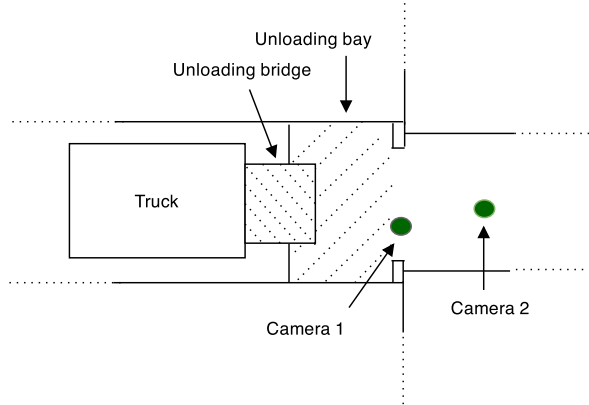 Unloading bay
Unloading bridge
Truck
Camera 2
Camera 1